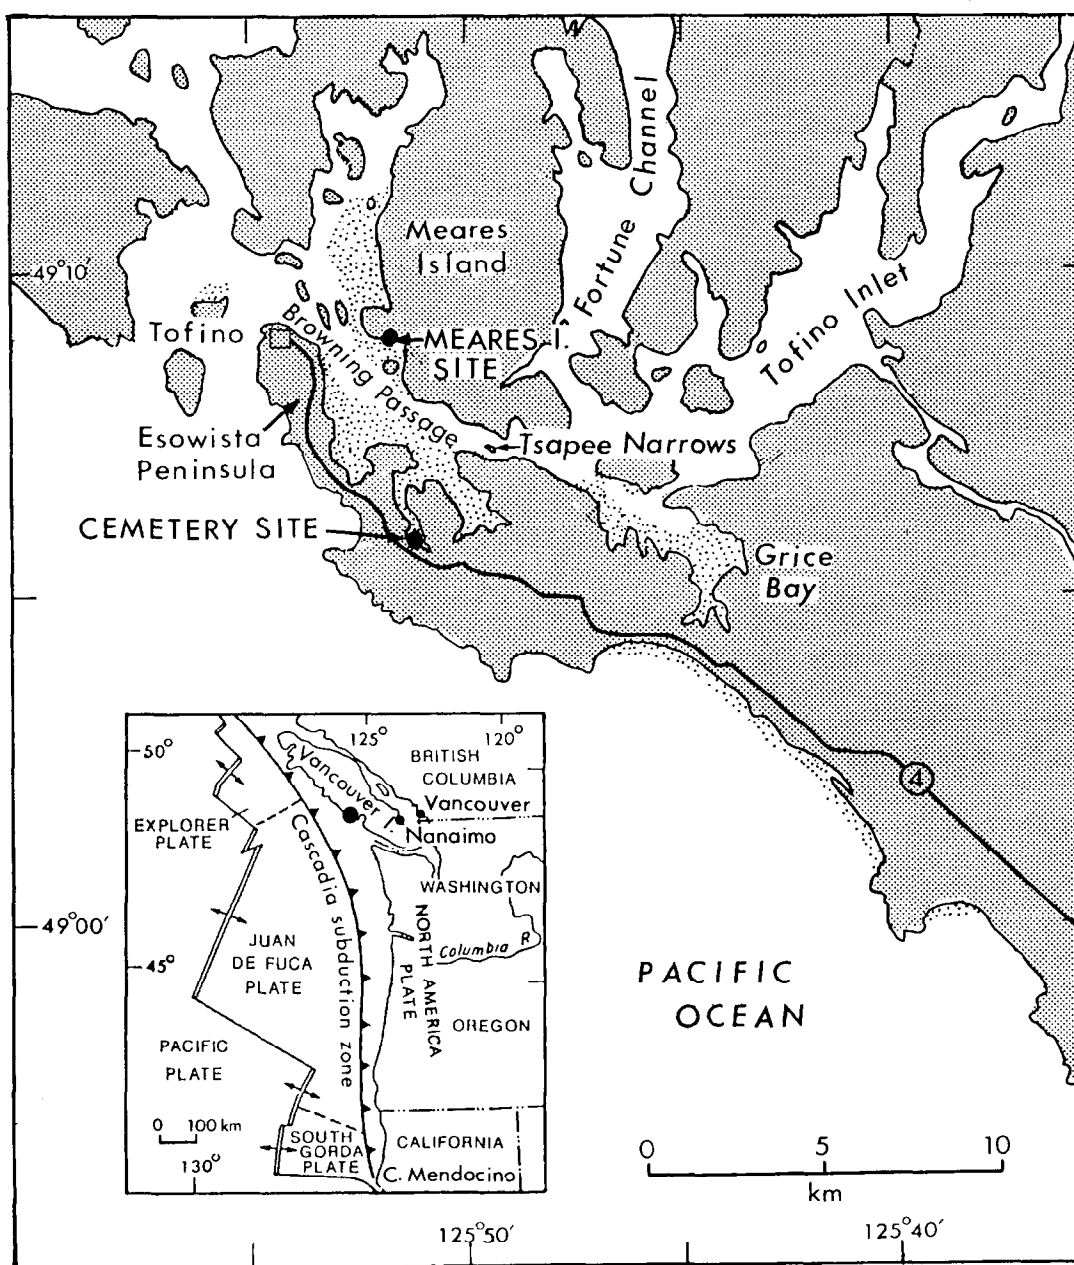 Fortune Channel
Meares
Island
49°10′
Tofino
Browning Passage
MEARES I.
SITE
Tofino Inlet
Esowista
Peninsula
Tsapee Narrows
CEMETERY SITE
Grice
Bay
4
49°00′
PACIFIC
OCEAN
0 5 10
km
125°50′
125°40′
125°
120°
50°
Vancouver I.
BRITISH
COLUMBIA
Vancouver
Nanaimo
EXPLORER
PLATE
Cascadia subduction zone
WASHINGTON
NORTH AMERICA
PLATE
Columbia R
JUAN
DE FUCA
PLATE
45°
OREGON
PACIFIC
PLATE
0 100 km
SOUTH
GORDA
PLATE
CALIFORNIA
C. Mendocino
130°